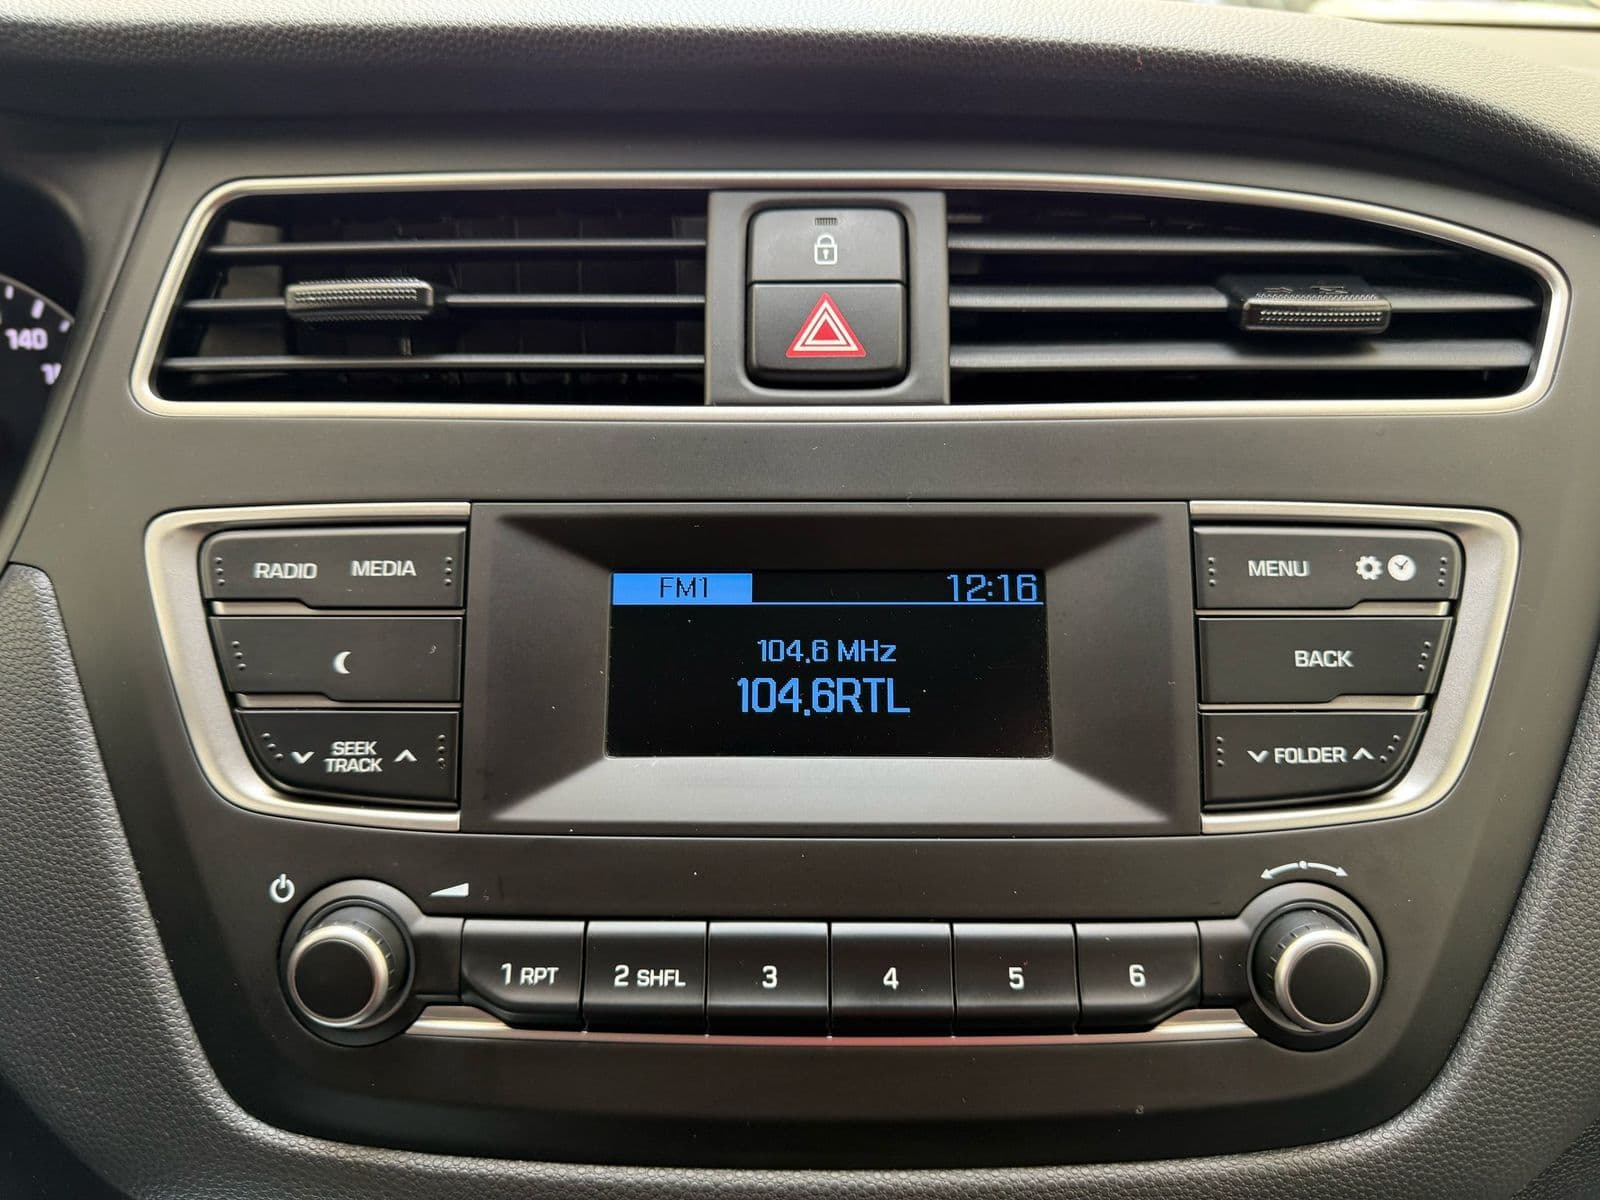 140
RADIO MEDIA
SEEK
TRACK
FM1 12:16
104.6 MHz
104.6RTL
MENU
BACK
FOLDER
1 RPT 2 SHFL 3 4 5 6